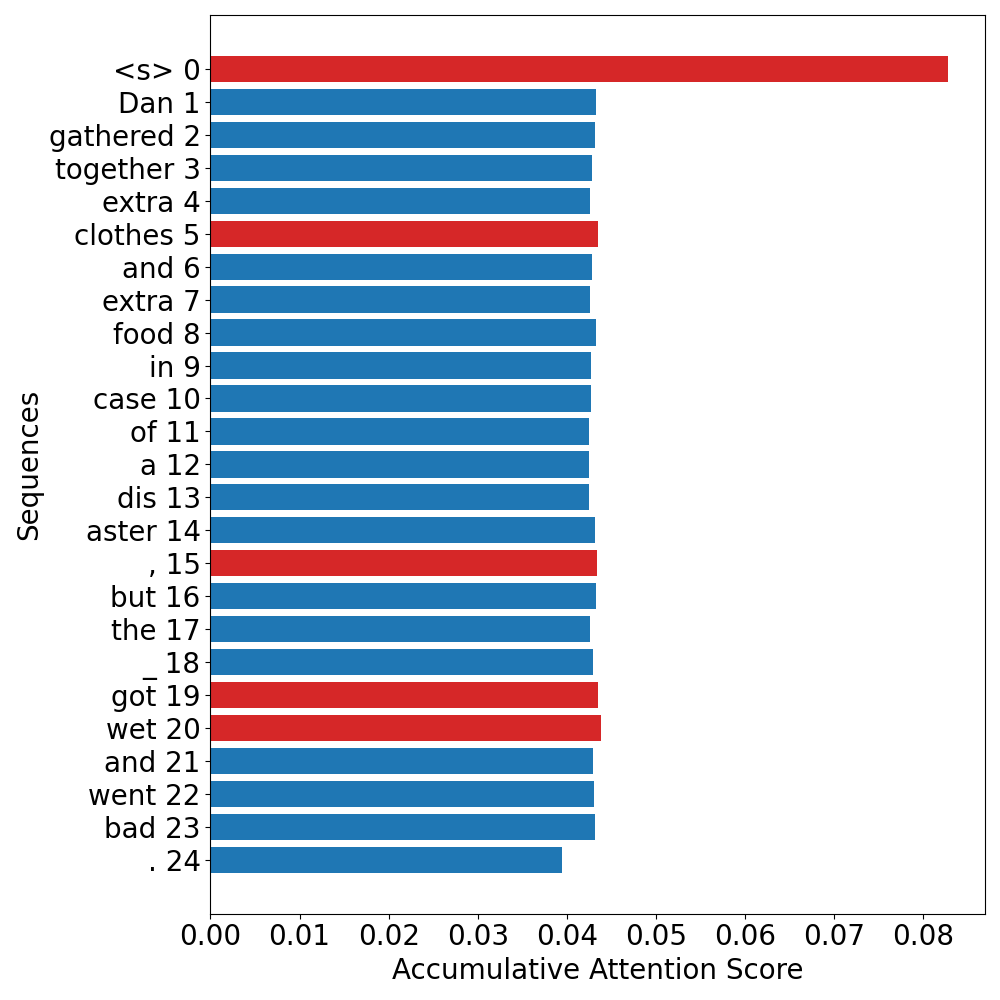 <s> 0
Dan 1
gathered 2
together 3
extra 4
clothes 5
and 6
extra 7
food 8
in 9
case 10
of 11
a 12
dis 13
aster 14
, 15
but 16
the 17
_ 18
got 19
wet 20
and 21
went 22
bad 23
. 24
Sequences
0.00 0.01 0.02 0.03 0.04 0.05 0.06 0.07 0.08
Accumulative Attention Score